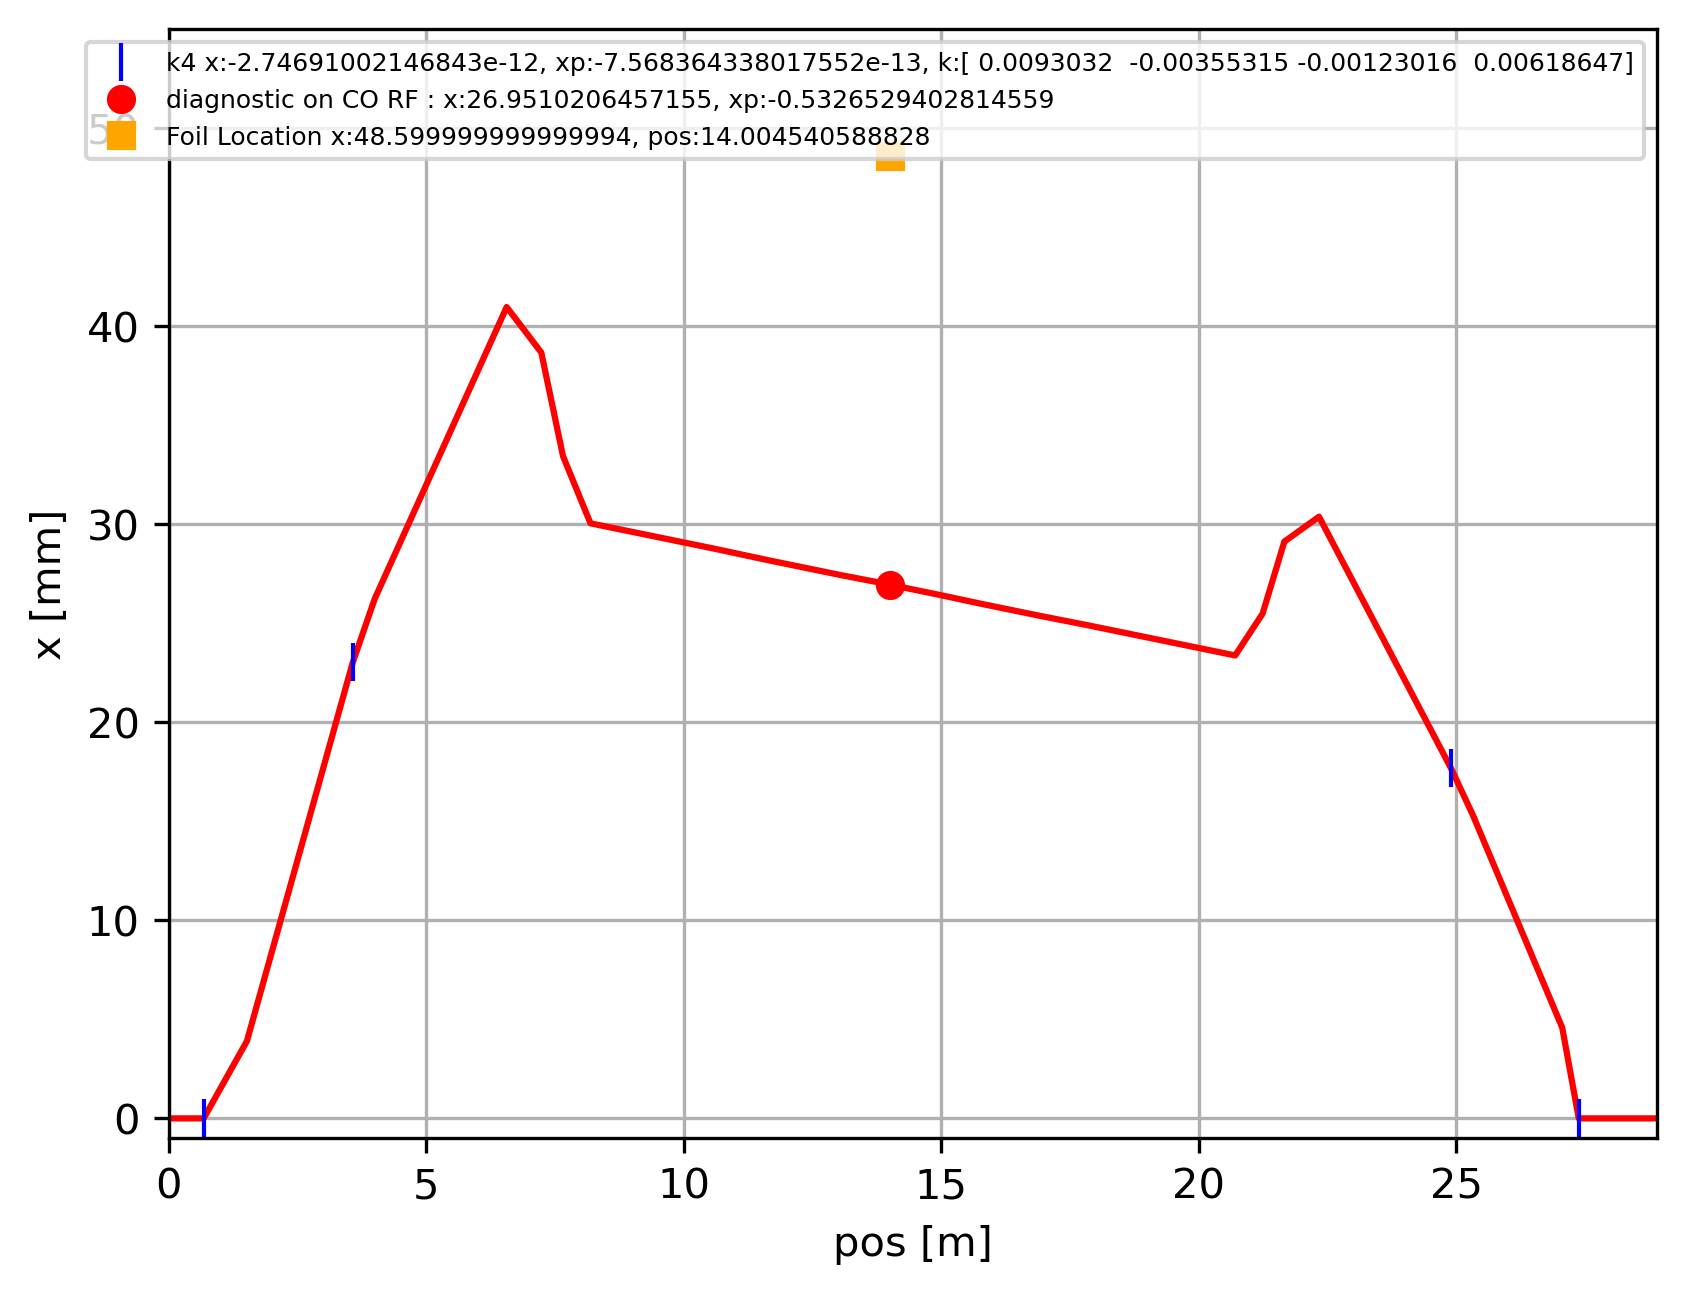 k4 x:-2.74691002146843e-12, xp:-7.568364338017552e-13, k:[ 0.0093032  -0.00355315 -0.00123016  0.00618647]
diagnostic on CO RF : x:26.9510206457155, xp:-0.5326529402814559
Foil Location x:48.599999999999994, pos:14.004540588828
50
40
30
20
10
0
x [mm]
0 5 10 15 20 25
pos [m]